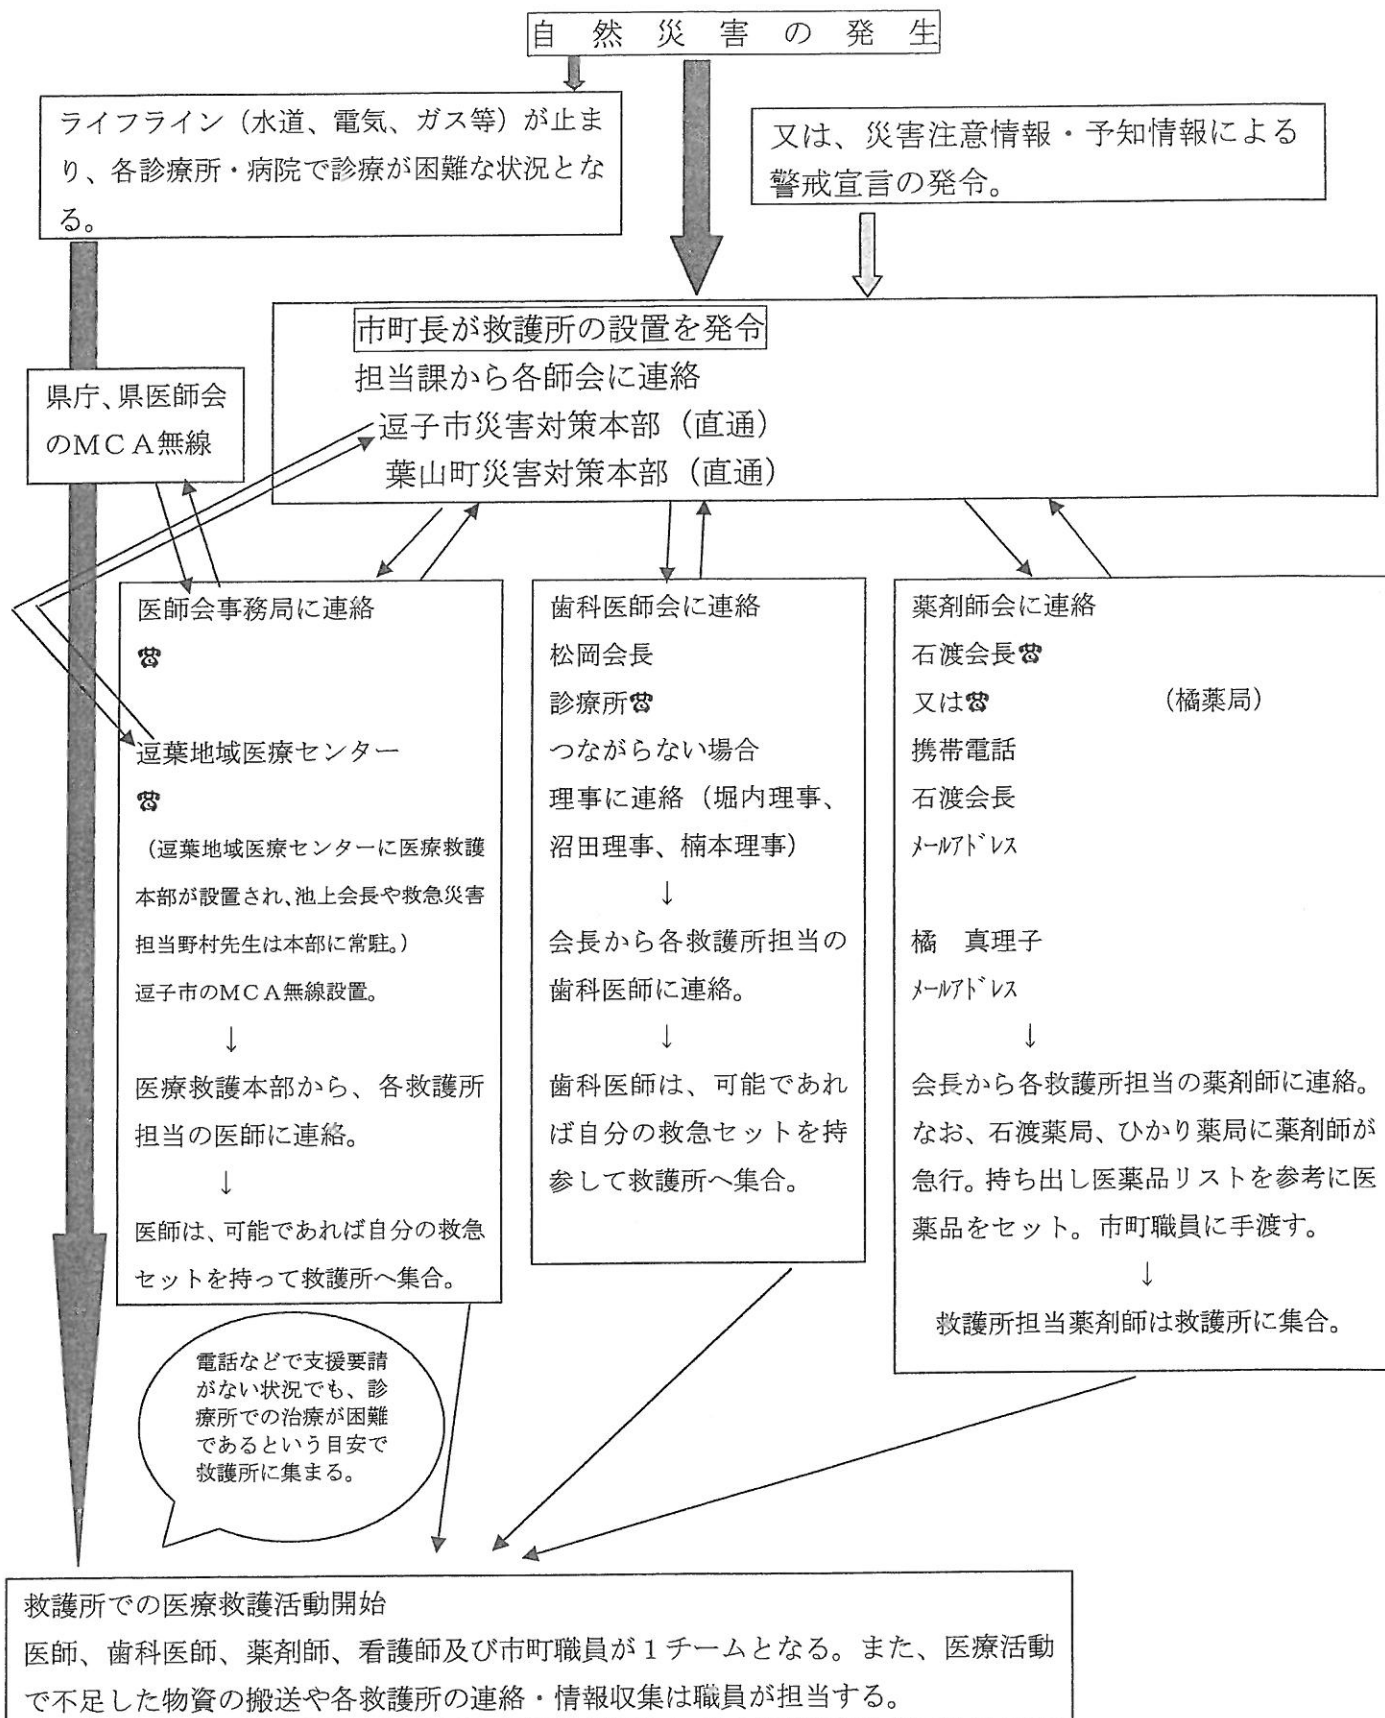 自然災害の発生
ライフライン（水道、電気、ガス等）が止ま
り、各診療所・病院で診療が困難な状況とな
る。
又は、災害注意情報・予知情報による
警戒宣言の発令。
市町長が救護所の設置を発令
担当課から各師会に連絡
逗子市災害対策本部（直通）
葉山町災害対策本部（直通）
県庁、県医師会
のＭＣＡ無線
医師会事務局に連絡
☎
逗葉地域医療センター
☎
（逗葉地域医療センターに医療救護
本部が設置され、池上会長や救急災害
担当野村先生は本部に常駐。）
逗子市のＭＣＡ無線設置。
↓
医療救護本部から、各救護所
担当の医師に連絡。
↓
医師は、可能であれば自分の救急
セットを持って救護所へ集合。
歯科医師会に連絡
松岡会長
診療所☎
つながらない場合
理事に連絡（堀内理事、
沼田理事、楠本理事）
↓
会長から各救護所担当の
歯科医師に連絡。
↓
歯科医師は、可能であれ
ば自分の救急セットを持
参して救護所へ集合。
薬剤師会に連絡
石渡会長☎
又は☎　　　　　　（橘薬局）
携帯電話
石渡会長
ﾒｰﾙｱﾄﾞﾚｽ
橘　真理子
ﾒｰﾙｱﾄﾞﾚｽ
↓
会長から各救護所担当の薬剤師に連絡。
なお、石渡薬局、ひかり薬局に薬剤師が
急行。持ち出し医薬品リストを参考に医
薬品をセット。市町職員に手渡す。
↓
救護所担当薬剤師は救護所に集合。
電話などで支援要請
がない状況でも、診
療所での治療が困難
であるという目安で
救護所に集まる。
救護所での医療救護活動開始
医師、歯科医師、薬剤師、看護師及び市町職員が１チームとなる。また、医療活動
で不足した物資の搬送や各救護所の連絡・情報収集は職員が担当する。